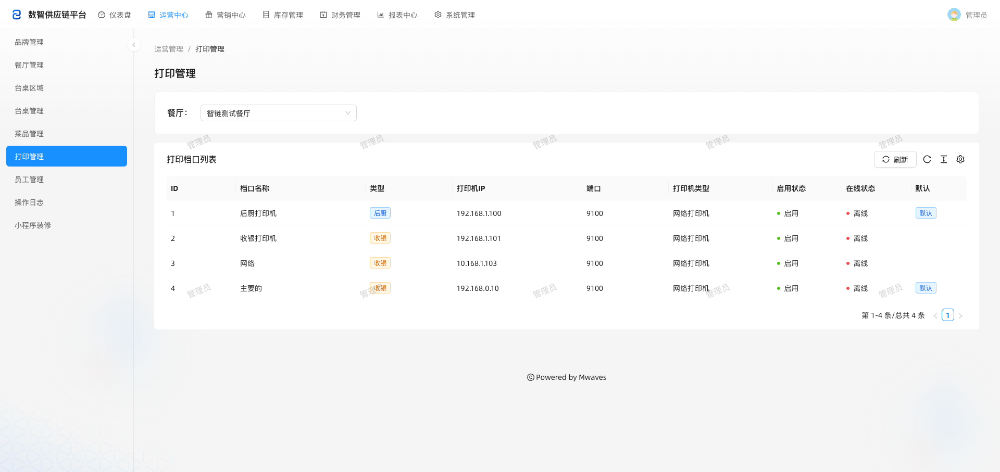 数智供应链平台 仪表盘 运营中心 营销中心 库存管理 财务管理 报表中心 系统管理 管理员
品牌管理
餐厅管理
台桌区域
台桌管理
菜品管理
打印管理
员工管理
操作日志
小程序装修
运营管理 / 打印管理
打印管理
餐厅： 智链测试餐厅
管理员 管理员 管理员 管理员 管理员
打印档口列表 刷新
ID 档口名称 类型 打印机IP 端口 打印机类型 启用状态 在线状态 默认
1 后厨打印机 后厨 192.168.1.100 9100 网络打印机 启用 离线 默认
2 收银打印机 收银 192.168.1.101 9100 网络打印机 启用 离线
3 网络 收银 10.168.1.103 9100 网络打印机 启用 离线
4 主要的 收银 192.168.0.10 9100 网络打印机 启用 离线 默认
管理员 管理员 管理员 管理员 管理员
第 1-4 条/总共 4 条 < 1 >
© Powered by Mwaves